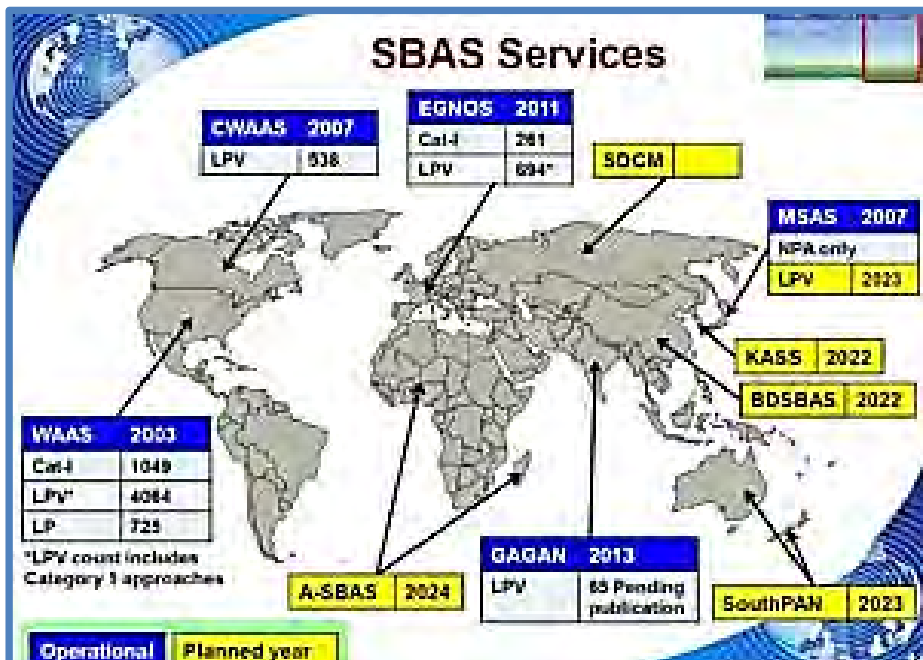 SBAS Services
CWAAS 2007
LPV 538
EGNOS 2011
Cat-I 261
LPV 694*
SDCM
MSAS 2007
NPA only
LPV 2023
KASS 2022
BDSBAS 2022
WAAS 2003
Cat-I 1049
LPV* 4064
LP 725
*LPV count includes
Category 1 approaches
A-SBAS 2024
GAGAN 2013
LPV 65 Pending
publication
SouthPAN 2023
Operational Planned year